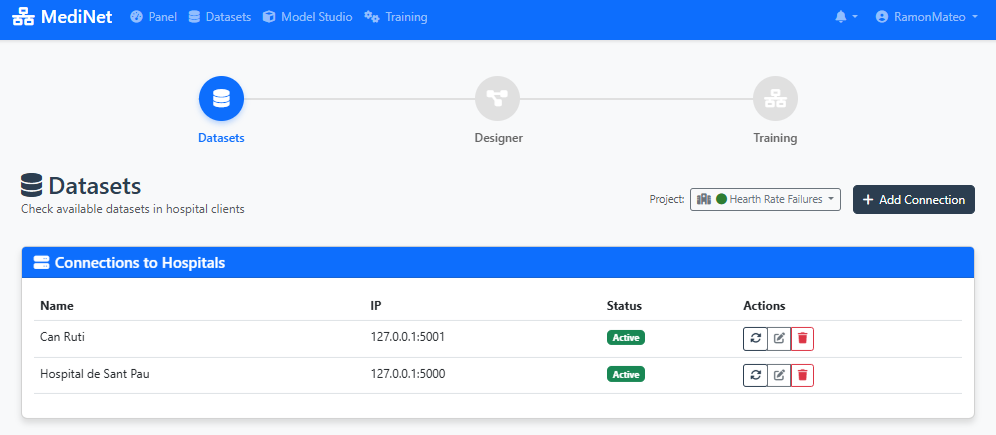 MediNet Panel Datasets Model Studio Training RamonMateo
Datasets Designer Training
Datasets
Check available datasets in hospital clients
Project: Hearth Rate Failures + Add Connection
Connections to Hospitals
Name IP Status Actions
Can Ruti 127.0.0.1:5001 Active
Hospital de Sant Pau 127.0.0.1:5000 Active